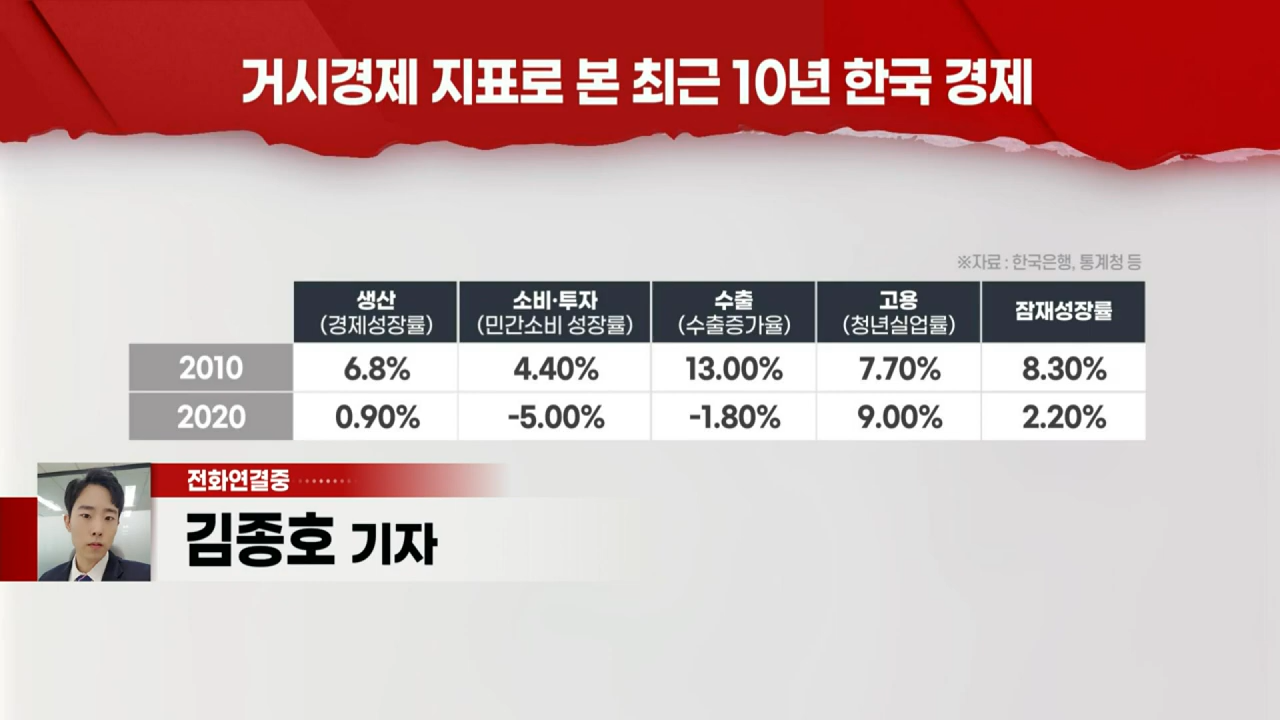 거시경제 지표로 본 최근 10년 한국 경제
※자료 : 한국은행, 통계청 등
생산 소비·투자 수출 고용 잠재성장률
(경제성장률) (민간소비 성장률) (수출증가율) (청년실업률)
2010 6.8% 4.40% 13.00% 7.70% 8.30%
2020 0.90% -5.00% -1.80% 9.00% 2.20%
전화연결중
김종호 기자